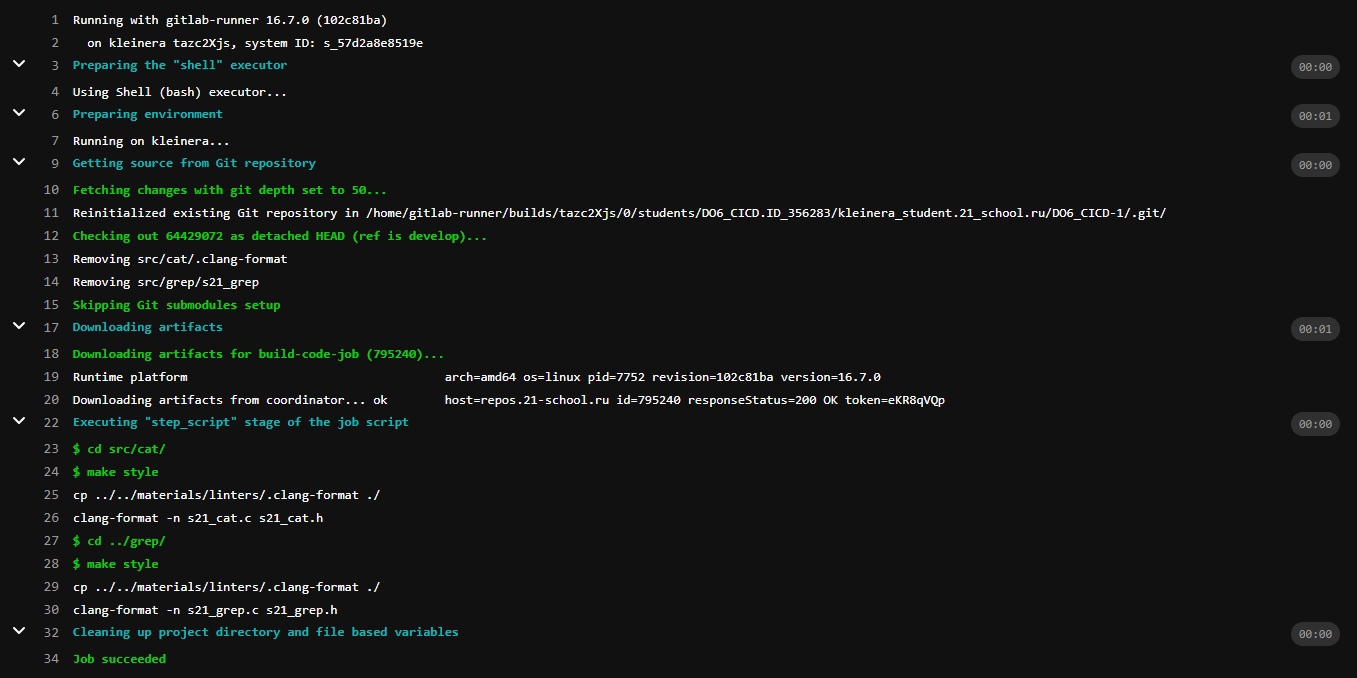 1 Running with gitlab-runner 16.7.0 (102c81ba)
2 on kleinera tazc2Xjs, system ID: s_57d2a8e8519e
3 Preparing the "shell" executor 00:00
4 Using Shell (bash) executor...
6 Preparing environment 00:01
7 Running on kleinera...
9 Getting source from Git repository 00:00
10 Fetching changes with git depth set to 50...
11 Reinitialized existing Git repository in /home/gitlab-runner/builds/tazc2Xjs/0/students/DO6_CICD.ID_356283/kleinera_student.21_school.ru/DO6_CICD-1/.git/
12 Checking out 64429072 as detached HEAD (ref is develop)...
13 Removing src/cat/.clang-format
14 Removing src/grep/s21_grep
15 Skipping Git submodules setup
17 Downloading artifacts 00:01
18 Downloading artifacts for build-code-job (795240)...
19 Runtime platform arch=amd64 os=linux pid=7752 revision=102c81ba version=16.7.0
20 Downloading artifacts from coordinator... ok host=repos.21-school.ru id=795240 responseStatus=200 OK token=eKR8qVQp
22 Executing "step_script" stage of the job script 00:00
23 $ cd src/cat/
24 $ make style
25 cp ../../materials/linters/.clang-format ./
26 clang-format -n s21_cat.c s21_cat.h
27 $ cd ../grep/
28 $ make style
29 cp ../../materials/linters/.clang-format ./
30 clang-format -n s21_grep.c s21_grep.h
32 Cleaning up project directory and file based variables 00:00
34 Job succeeded